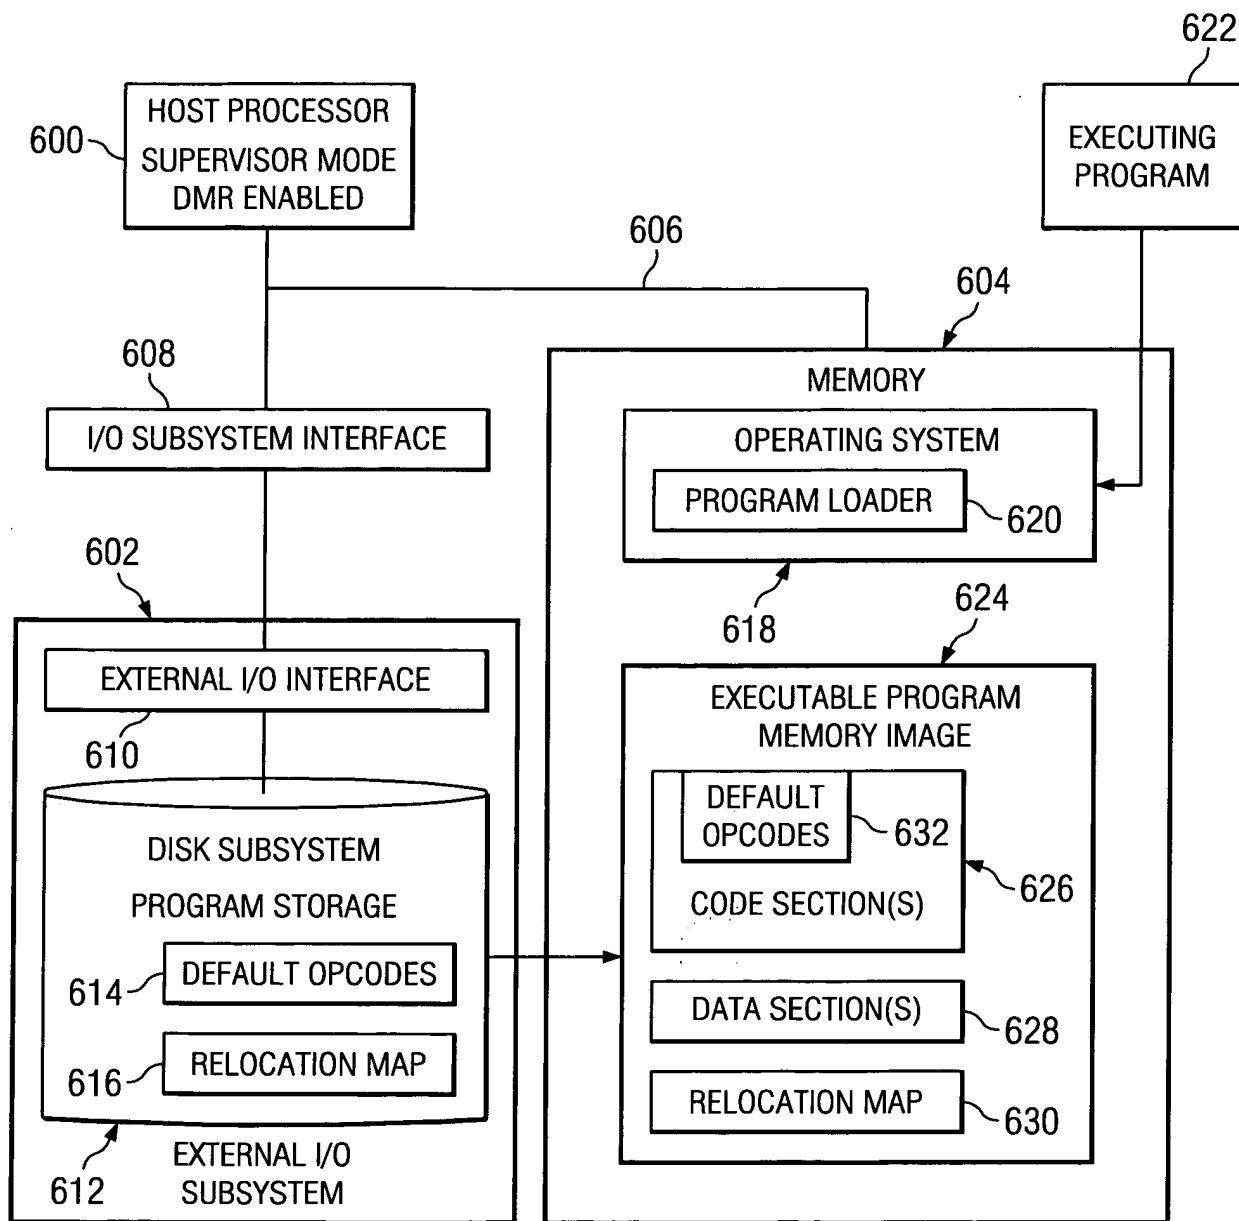 622
HOST PROCESSOR
SUPERVISOR MODE
DMR ENABLED
600
EXECUTING
PROGRAM
606
604
608
MEMORY
I/O SUBSYSTEM INTERFACE
OPERATING SYSTEM
PROGRAM LOADER
620
602
618
624
EXTERNAL I/O INTERFACE
610
EXECUTABLE PROGRAM
MEMORY IMAGE
DEFAULT
OPCODES
632
626
CODE SECTION(S)
DISK SUBSYSTEM
PROGRAM STORAGE
614
DEFAULT OPCODES
DATA SECTION(S)
628
616
RELOCATION MAP
RELOCATION MAP
630
612
EXTERNAL I/O
SUBSYSTEM